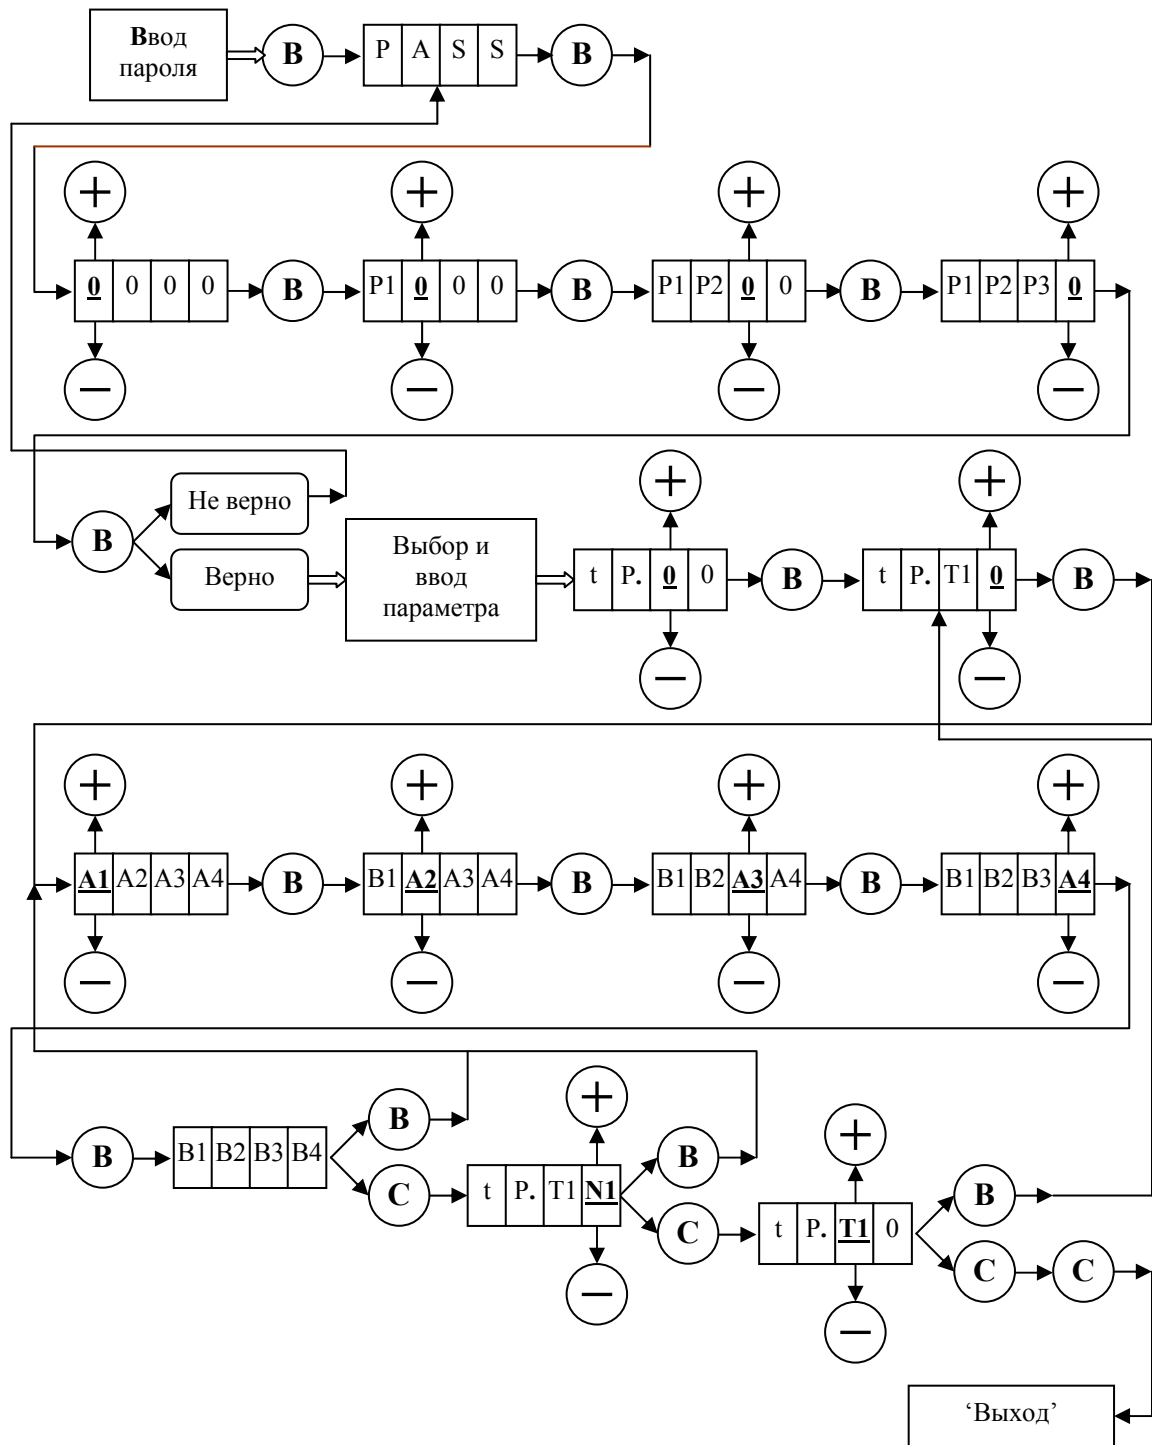 Ввод
пароля
В
P A S S
В
+ + + +
0 0 0 0
В
P1 0 0 0
В
P1 P2 0 0
В
P1 P2 P3 0
— — — —
В
Не верно
Верно
Выбор и
ввод
параметра
+ +
t P. 0 0
В
t P. T1 0
В
— —
+ + + +
A1 A2 A3 A4
В
B1 A2 A3 A4
В
B1 B2 A3 A4
В
B1 B2 B3 A4
— — — —
В
B1 B2 B3 B4
В
С
+
t P. T1 N1
—
В
С
+
t P. T1 0
—
В
С
С
‘Выход’